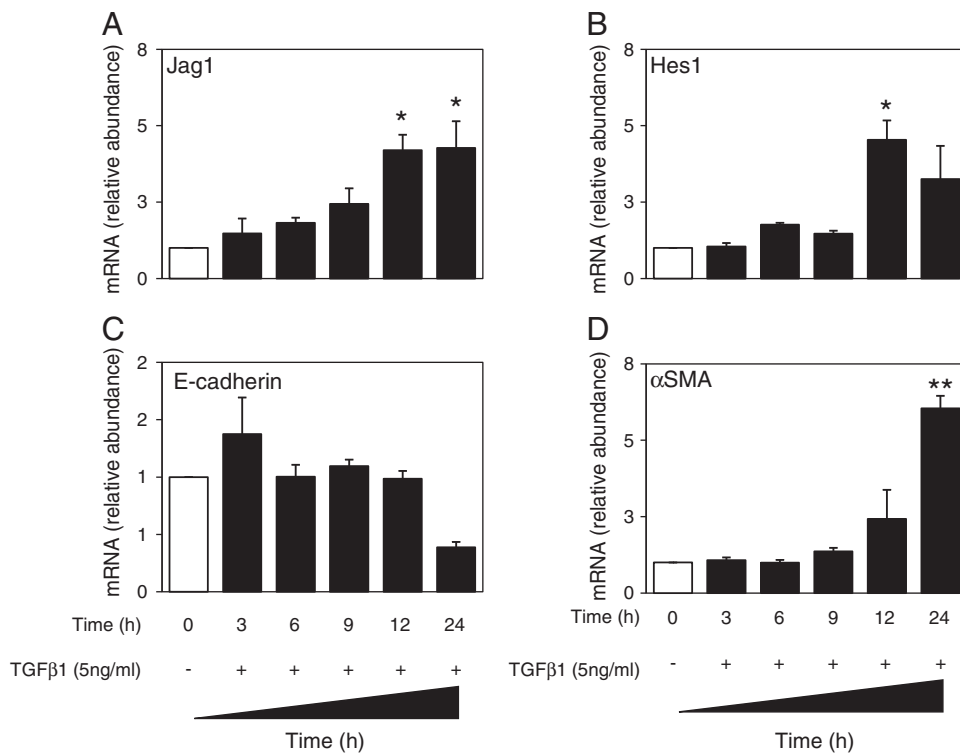 A
B
mRNA (relative abundance)
8
5
3
0
Jag1
*
*
mRNA (relative abundance)
8
5
3
0
Hes1
*
C
D
mRNA (relative abundance)
2
2
1
1
0
E-cadherin
mRNA (relative abundance)
8
5
3
0
αSMA
**
Time (h) 0 3 6 9 12 24
Time (h) 0 3 6 9 12 24
TGFβ1 (5ng/ml) - + + + + +
TGFβ1 (5ng/ml) - + + + + +
Time (h)
Time (h)